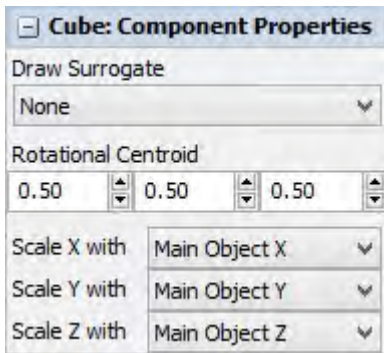 Cube: Component Properties
Draw Surrogate
None
Rotational Centroid
0.50 0.50 0.50
Scale X with Main Object X
Scale Y with Main Object Y
Scale Z with Main Object Z